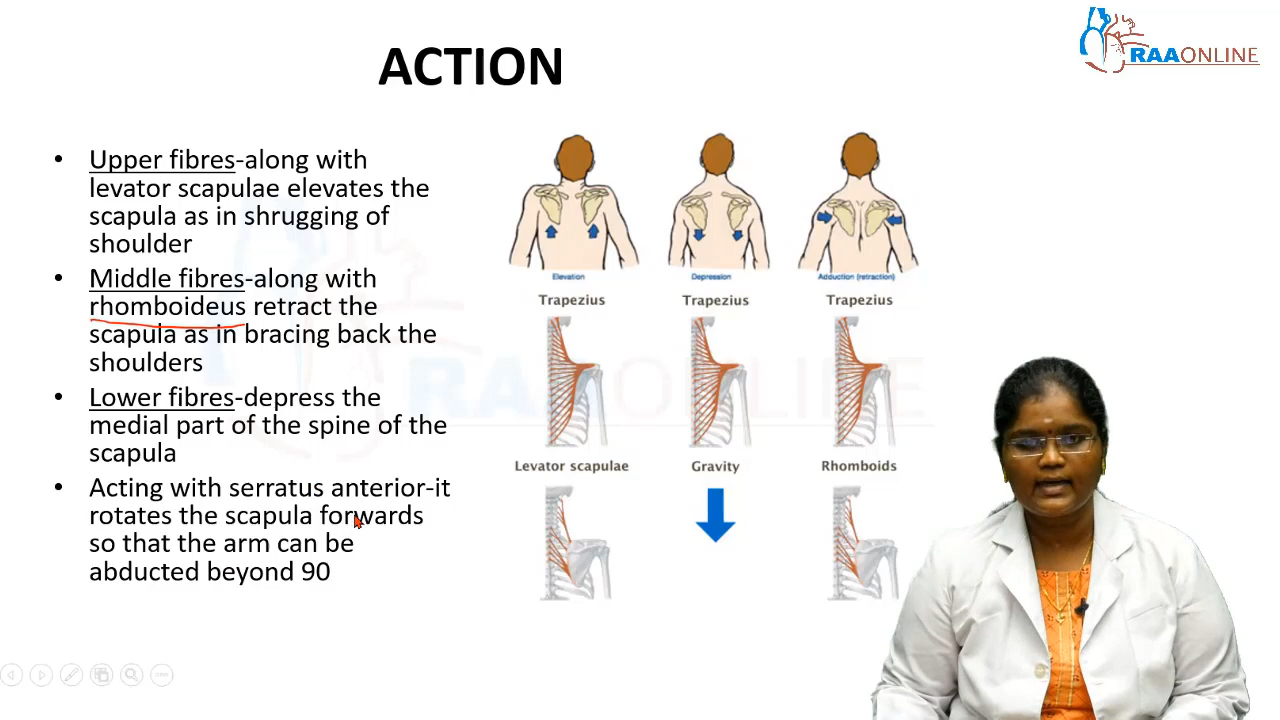 ACTION
RAAONLINE
• Upper fibres-along with
levator scapulae elevates the
scapula as in shrugging of
shoulder
• Middle fibres-along with
rhomboideus retract the
scapula as in bracing back the
shoulders
• Lower fibres-depress the
medial part of the spine of the
scapula
• Acting with serratus anterior-it
rotates the scapula forwards
so that the arm can be
abducted beyond 90
Elevation
Depression
Adduction (retraction)
Trapezius
Trapezius
Trapezius
Levator scapulae
Gravity
Rhomboids
RAAONLINE